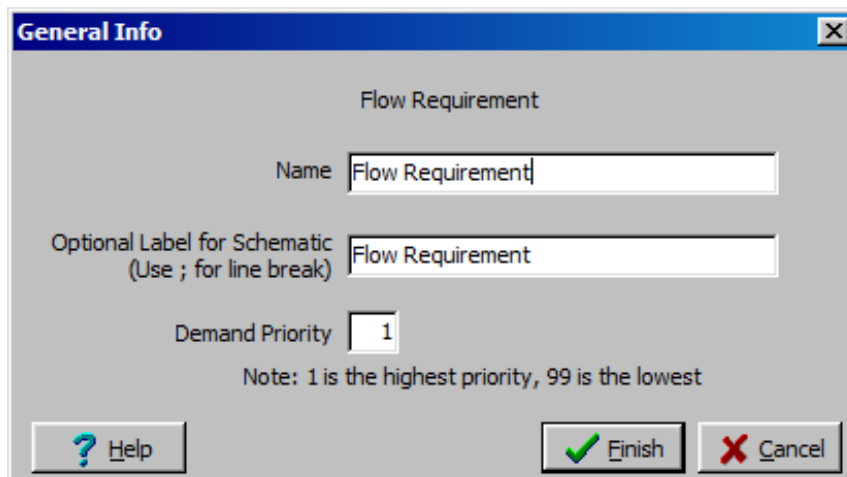 General Info
Flow Requirement
Name Flow Requirement
Optional Label for Schematic
(Use ; for line break) Flow Requirement
Demand Priority 1
Note: 1 is the highest priority, 99 is the lowest
? Help Finish Cancel